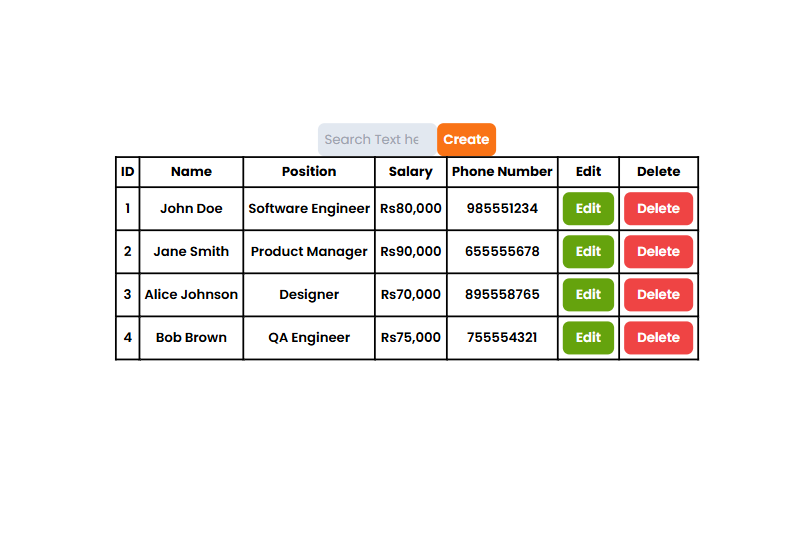 Search Text he Create
ID Name Position Salary Phone Number Edit Delete
1 John Doe Software Engineer Rs80,000 985551234 Edit Delete
2 Jane Smith Product Manager Rs90,000 655555678 Edit Delete
3 Alice Johnson Designer Rs70,000 895558765 Edit Delete
4 Bob Brown QA Engineer Rs75,000 755554321 Edit Delete